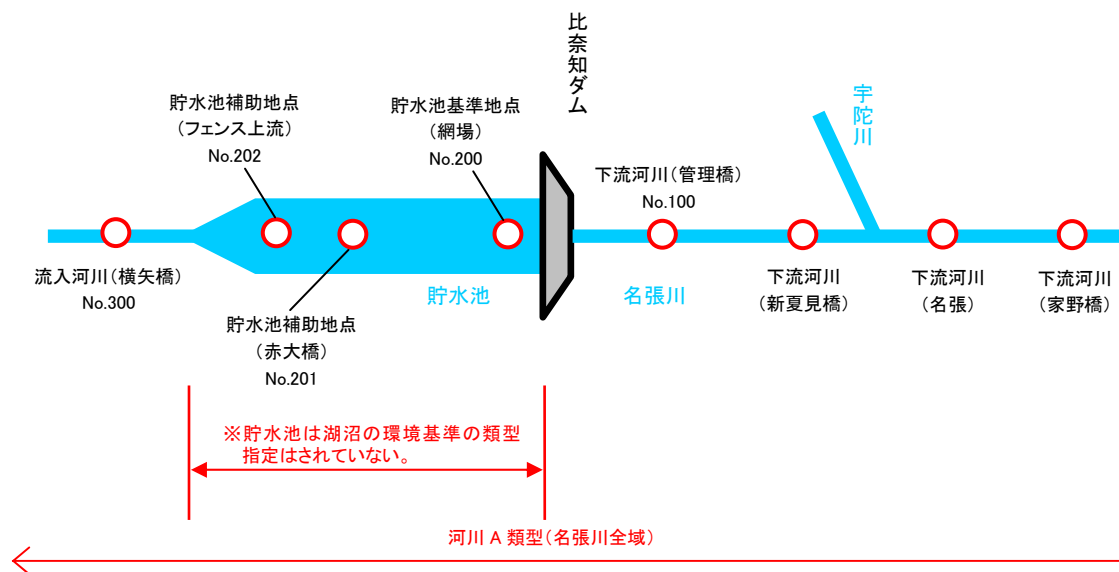 比奈知ダム
貯水池補助地点
(フェンス上流)
No.202
貯水池基準地点
(網場)
No.200
宇陀川
下流河川(管理橋)
No.100
流入河川(横矢橋)
No.300
貯水池補助地点
(赤大橋)
No.201
貯水池
名張川
下流河川
(新夏見橋)
下流河川
(名張)
下流河川
(家野橋)
※貯水池は湖沼の環境基準の類型
指定はされていない。
河川 A 類型(名張川全域)